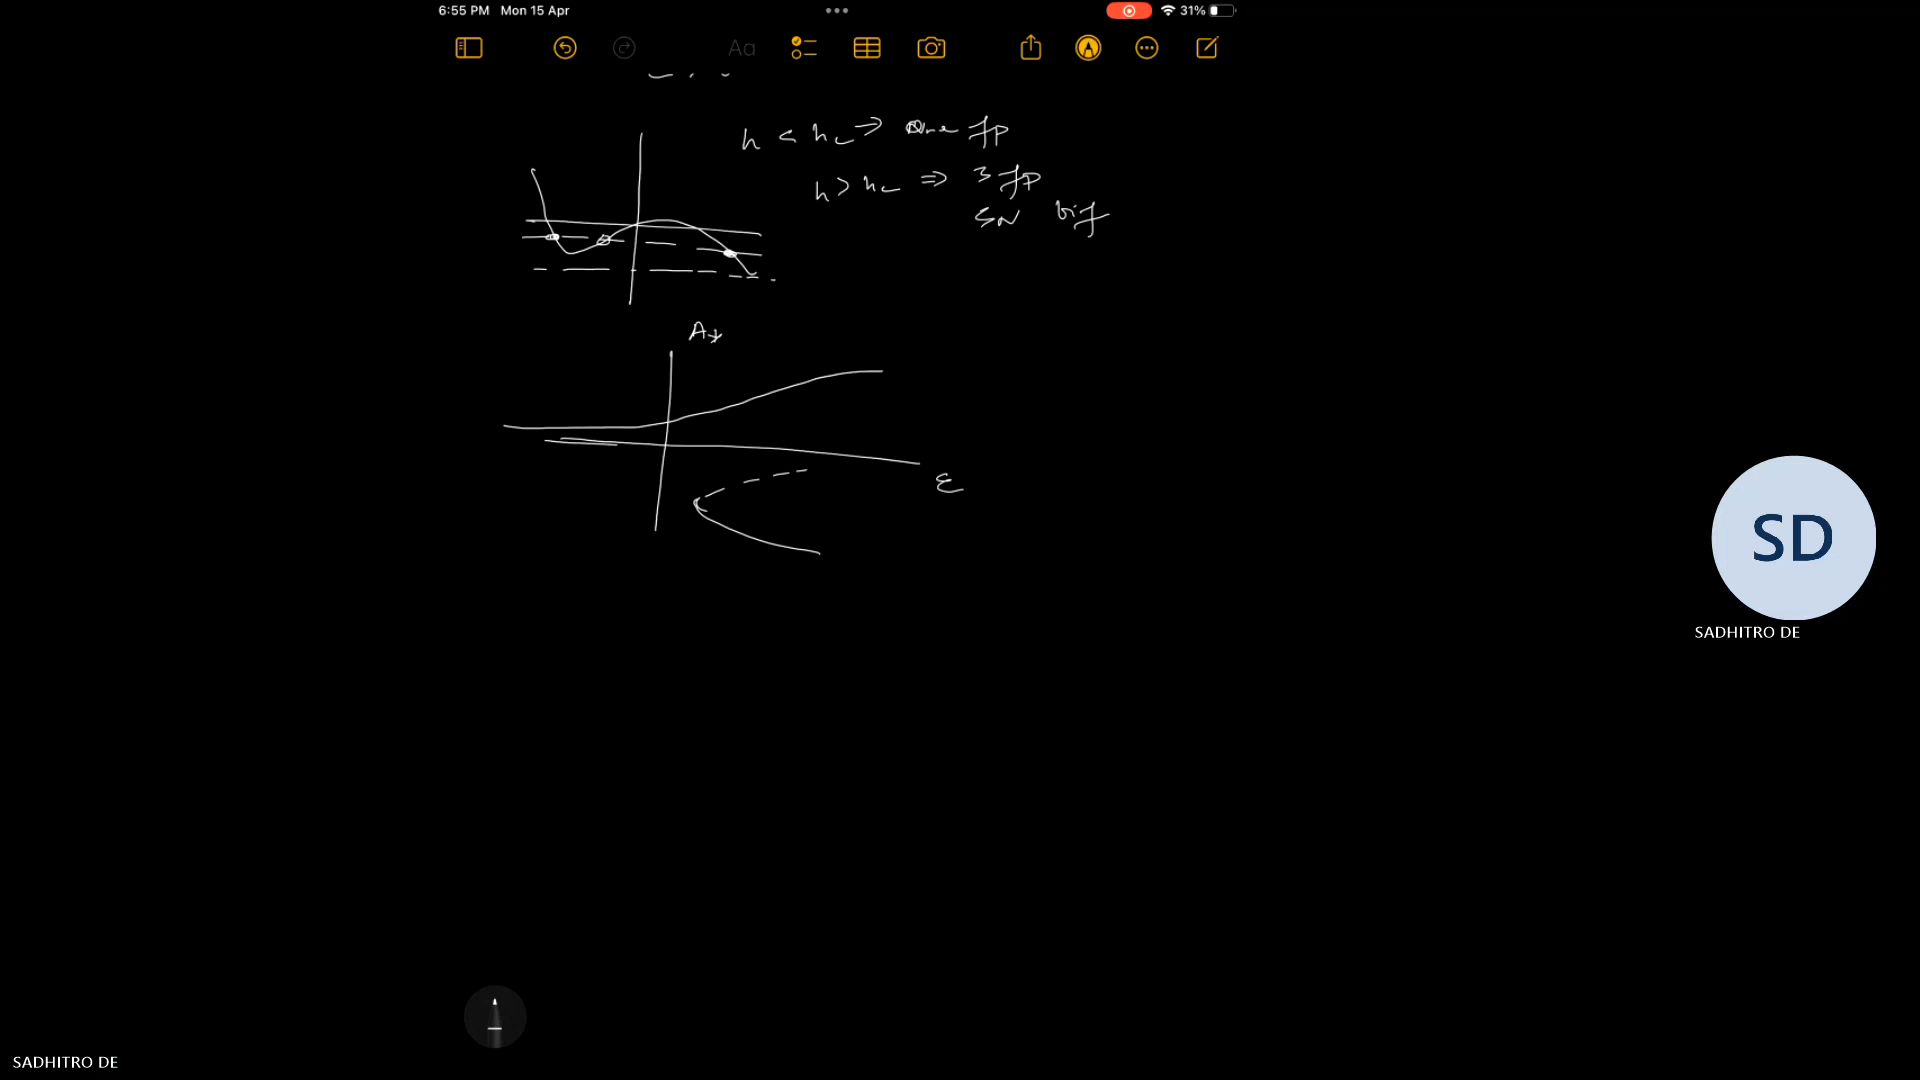 6:55 PM Mon 15 Apr
31%
Aa
h < hc => One fp
h > hc => 3 fp
SN bif
A*
ε
SD
SADHITRO DE
SADHITRO DE